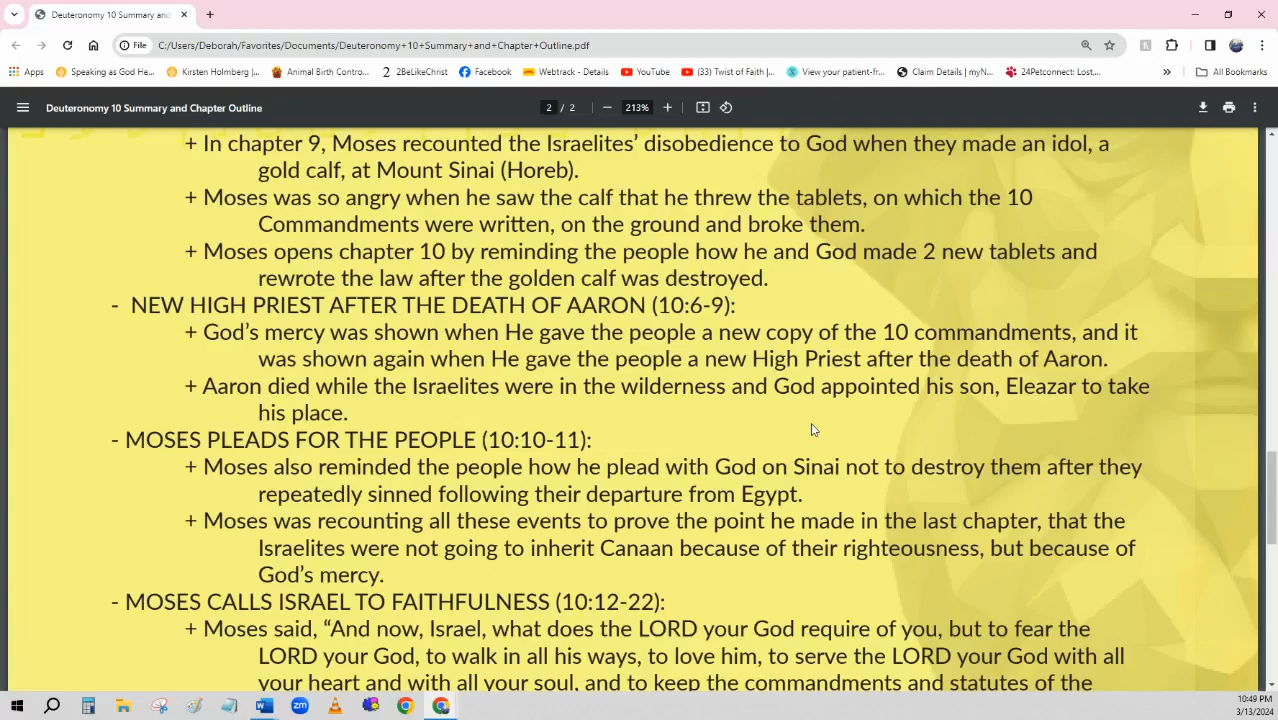 Deuteronomy 10 Summary and
File
C:/Users/Deborah/Favorites/Documents/Deuteronomy+10+Summary+and+Chapter+Outline.pdf
Apps
Speaking as God He...
Kirsten Holmberg |...
Animal Birth Contro...
2BeLikeChrist
Facebook
Webtrack - Details
YouTube
(33) Twist of Faith |...
View your patient-fr...
Claim Details | myN...
24Petconnect: Lost,...
»
All Bookmarks
Deuteronomy 10 Summary and Chapter Outline
2 / 2
213%
+ In chapter 9, Moses recounted the Israelites’ disobedience to God when they made an idol, a
gold calf, at Mount Sinai (Horeb).
+ Moses was so angry when he saw the calf that he threw the tablets, on which the 10
Commandments were written, on the ground and broke them.
+ Moses opens chapter 10 by reminding the people how he and God made 2 new tablets and
rewrote the law after the golden calf was destroyed.
- NEW HIGH PRIEST AFTER THE DEATH OF AARON (10:6-9):
+ God’s mercy was shown when He gave the people a new copy of the 10 commandments, and it
was shown again when He gave the people a new High Priest after the death of Aaron.
+ Aaron died while the Israelites were in the wilderness and God appointed his son, Eleazar to take
his place.
- MOSES PLEADS FOR THE PEOPLE (10:10-11):
+ Moses also reminded the people how he plead with God on Sinai not to destroy them after they
repeatedly sinned following their departure from Egypt.
+ Moses was recounting all these events to prove the point he made in the last chapter, that the
Israelites were not going to inherit Canaan because of their righteousness, but because of
God’s mercy.
- MOSES CALLS ISRAEL TO FAITHFULNESS (10:12-22):
+ Moses said, “And now, Israel, what does the LORD your God require of you, but to fear the
LORD your God, to walk in all his ways, to love him, to serve the LORD your God with all
your heart and with all your soul, and to keep the commandments and statutes of the
zm
10:49 PM
3/13/2024